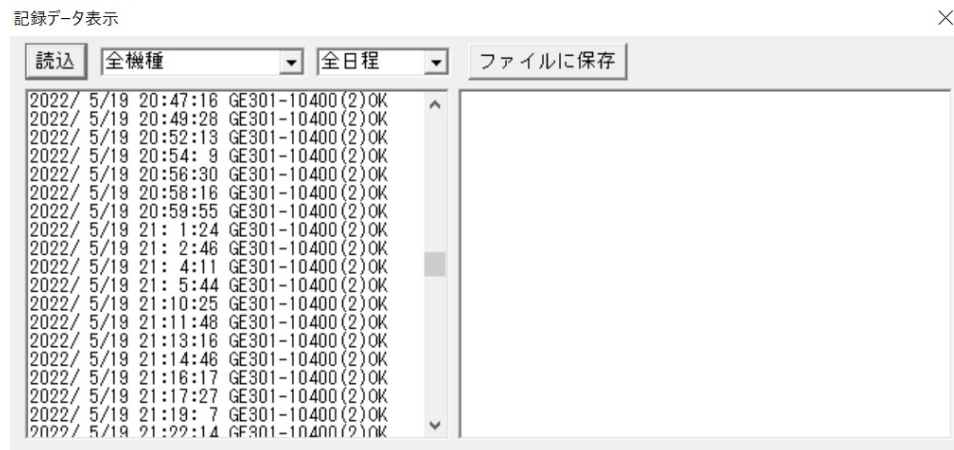 記録データ表示
読込 全機種 全日程 ファイルに保存
2022/ 5/19 20:47:16 GE301-10400(2)OK
2022/ 5/19 20:49:28 GE301-10400(2)OK
2022/ 5/19 20:52:13 GE301-10400(2)OK
2022/ 5/19 20:54: 9 GE301-10400(2)OK
2022/ 5/19 20:56:30 GE301-10400(2)OK
2022/ 5/19 20:58:16 GE301-10400(2)OK
2022/ 5/19 20:59:55 GE301-10400(2)OK
2022/ 5/19 21: 1:24 GE301-10400(2)OK
2022/ 5/19 21: 2:46 GE301-10400(2)OK
2022/ 5/19 21: 4:11 GE301-10400(2)OK
2022/ 5/19 21: 5:44 GE301-10400(2)OK
2022/ 5/19 21:10:25 GE301-10400(2)OK
2022/ 5/19 21:11:48 GE301-10400(2)OK
2022/ 5/19 21:13:16 GE301-10400(2)OK
2022/ 5/19 21:14:46 GE301-10400(2)OK
2022/ 5/19 21:16:17 GE301-10400(2)OK
2022/ 5/19 21:17:27 GE301-10400(2)OK
2022/ 5/19 21:19: 7 GE301-10400(2)OK
2022/ 5/19 21:22:14 GE301-10400(2)OK